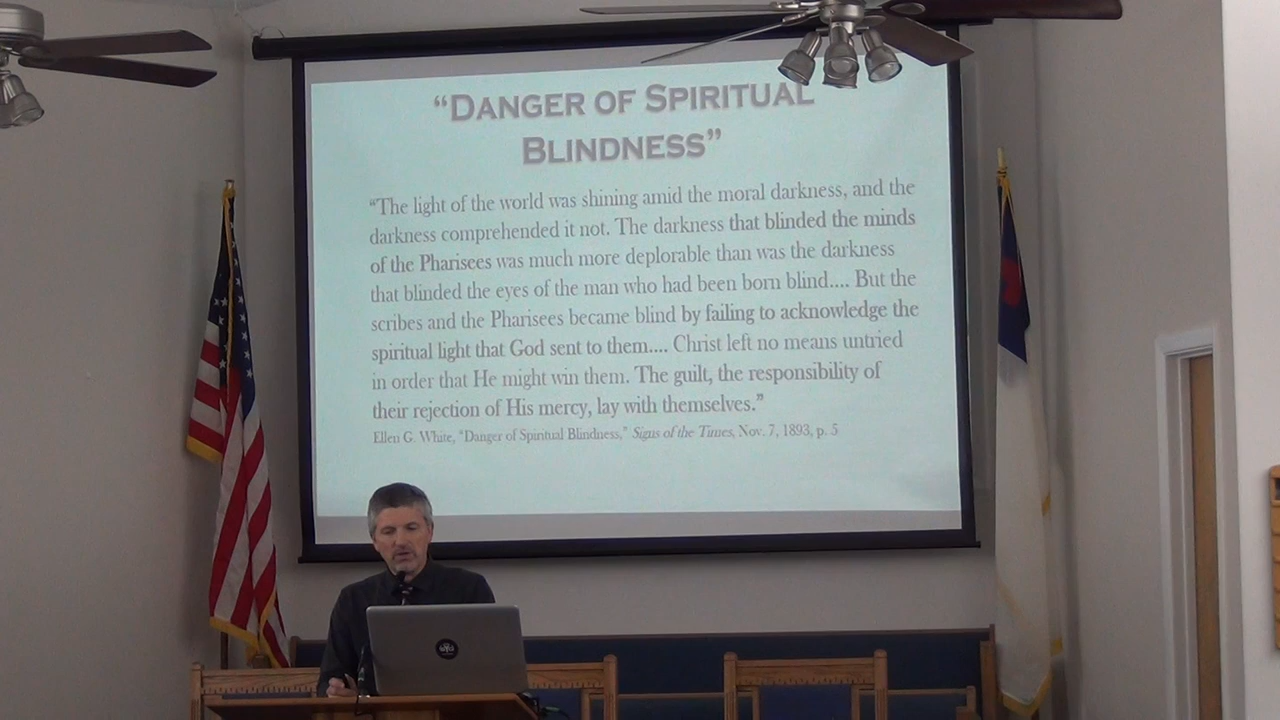 “DANGER OF SPIRITUAL
BLINDNESS”
“The light of the world was shining amid the moral darkness, and the
darkness comprehended it not. The darkness that blinded the minds
of the Pharisees was much more deplorable than was the darkness
that blinded the eyes of the man who had been born blind.... But the
scribes and the Pharisees became blind by failing to acknowledge the
spiritual light that God sent to them.... Christ left no means untried
in order that He might win them. The guilt, the responsibility of
their rejection of His mercy, lay with themselves.”
Ellen G. White, “Danger of Spiritual Blindness,” Signs of the Times, Nov. 7, 1893, p. 5